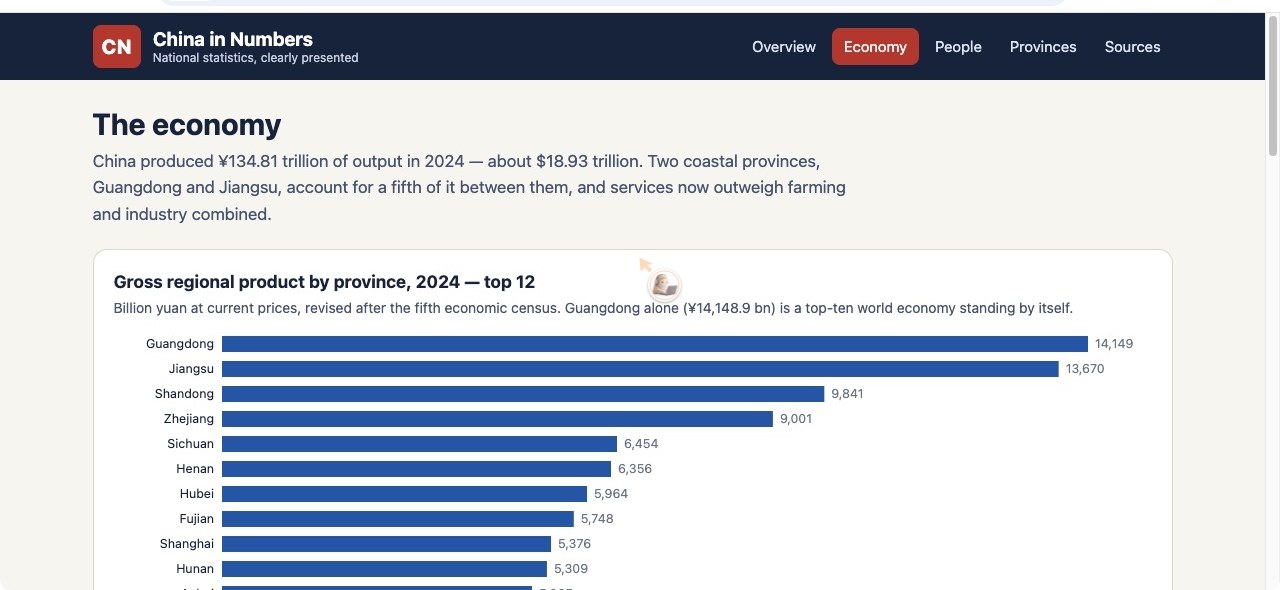 CN
China in Numbers
National statistics, clearly presented
Overview
Economy
People
Provinces
Sources
The economy
China produced ¥134.81 trillion of output in 2024 — about $18.93 trillion. Two coastal provinces,
Guangdong and Jiangsu, account for a fifth of it between them, and services now outweigh farming
and industry combined.
Gross regional product by province, 2024 — top 12
Billion yuan at current prices, revised after the fifth economic census. Guangdong alone (¥14,148.9 bn) is a top-ten world economy standing by itself.
Guangdong 14,149
Jiangsu 13,670
Shandong 9,841
Zhejiang 9,001
Sichuan 6,454
Henan 6,356
Hubei 5,964
Fujian 5,748
Shanghai 5,376
Hunan 5,309